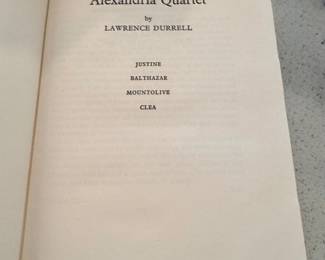 Alexandria Quartet
by
LAWRENCE DURRELL
JUSTINE
BALTHAZAR
MOUNTOLIVE
CLEA